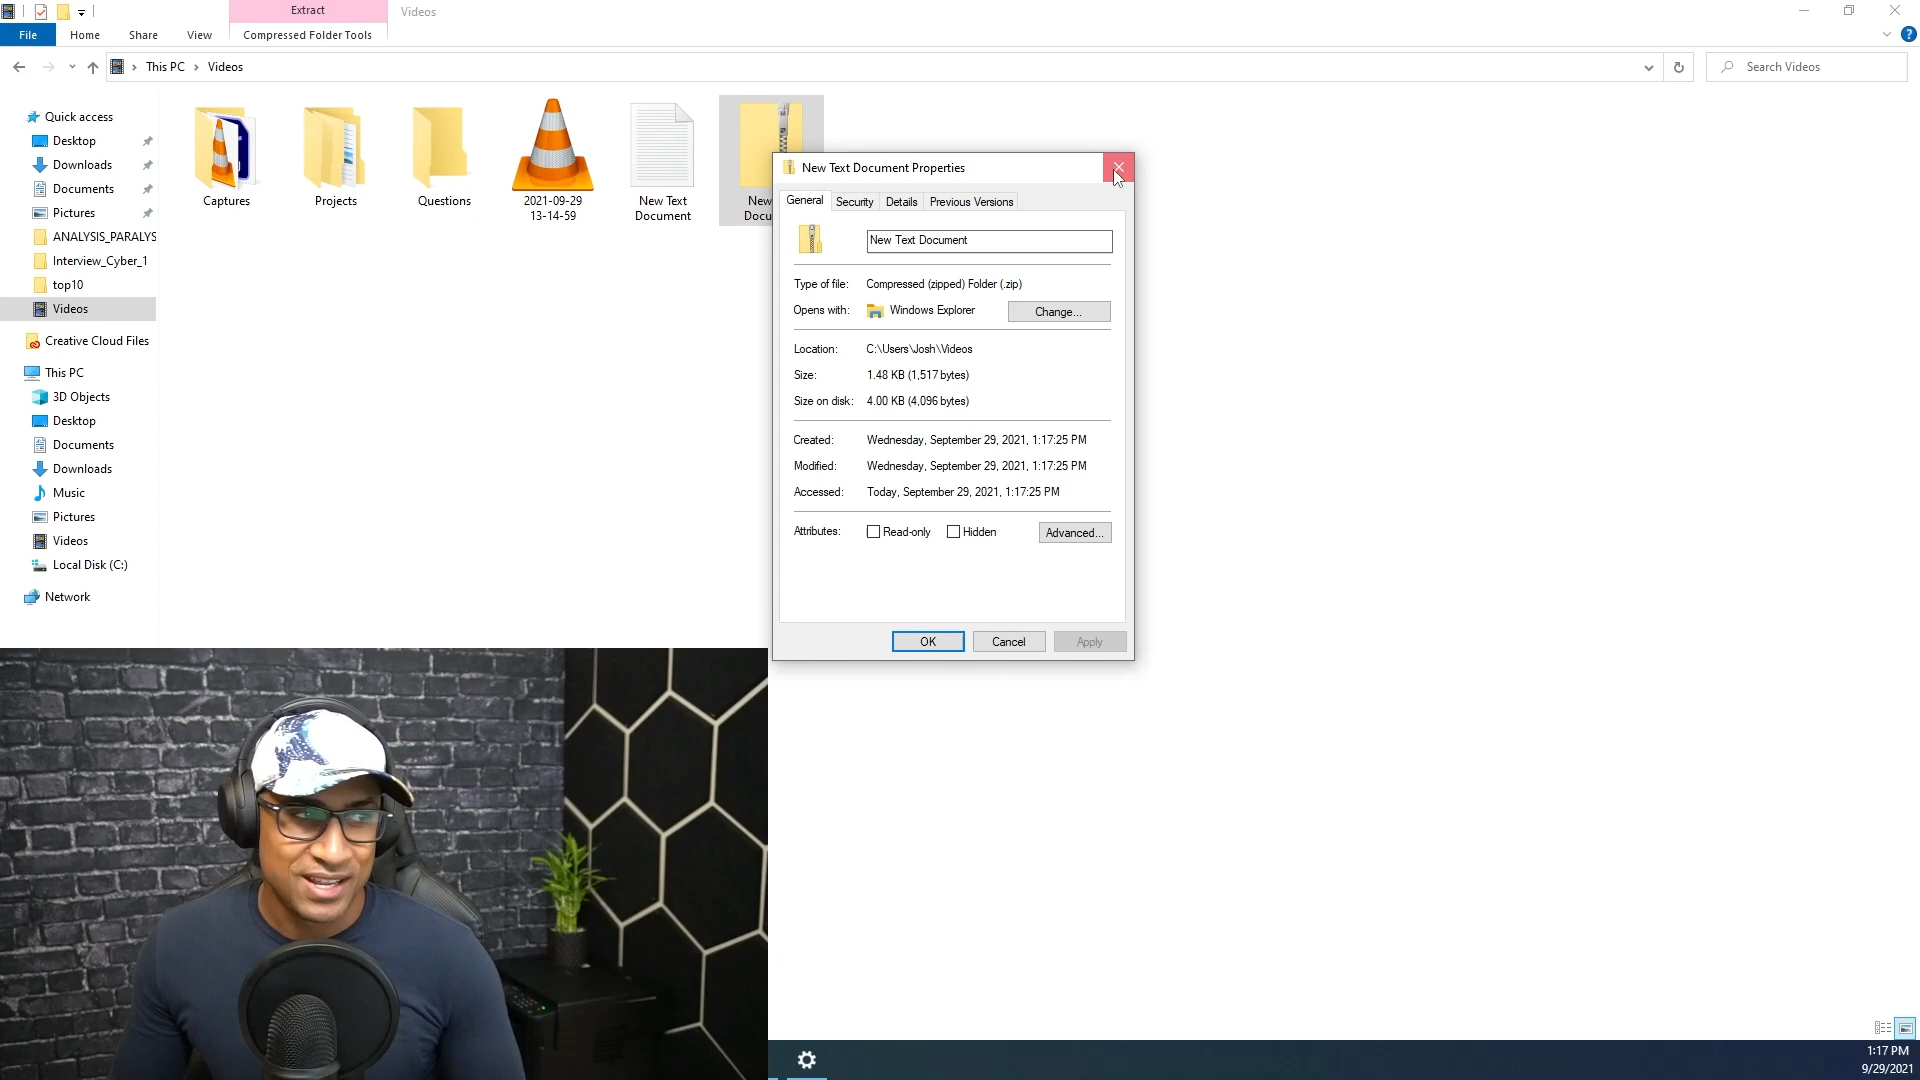 Extract
Videos
File
Home
Share
View
Compressed Folder Tools
This PC
Videos
Search Videos
Quick access
Desktop
Downloads
Documents
Pictures
ANALYSIS_PARALYS
Interview_Cyber_1
top10
Videos
Creative Cloud Files
This PC
3D Objects
Desktop
Documents
Downloads
Music
Pictures
Videos
Local Disk (C:)
Network
Captures
Projects
Questions
2021-09-29
13-14-59
New Text
Document
New
Docu
New Text Document Properties
General
Security
Details
Previous Versions
New Text Document
Type of file: Compressed (zipped) Folder (.zip)
Opens with: Windows Explorer
Change...
Location: C:\Users\Josh\Videos
Size: 1.48 KB (1,517 bytes)
Size on disk: 4.00 KB (4,096 bytes)
Created: Wednesday, September 29, 2021, 1:17:25 PM
Modified: Wednesday, September 29, 2021, 1:17:25 PM
Accessed: Today, September 29, 2021, 1:17:25 PM
Attributes: Read-only Hidden
Advanced...
OK
Cancel
Apply
1:17 PM
9/29/2021